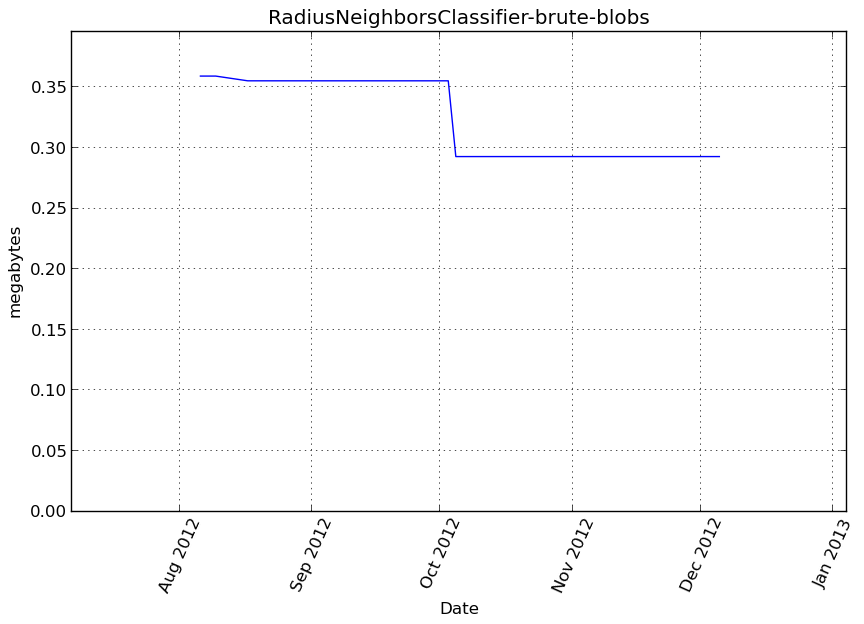 RadiusNeighborsClassifier-brute-blobs
0.35
0.30
0.25
0.20
0.15
0.10
0.05
0.00
megabytes
Aug 2012
Sep 2012
Oct 2012
Nov 2012
Dec 2012
Jan 2013
Date